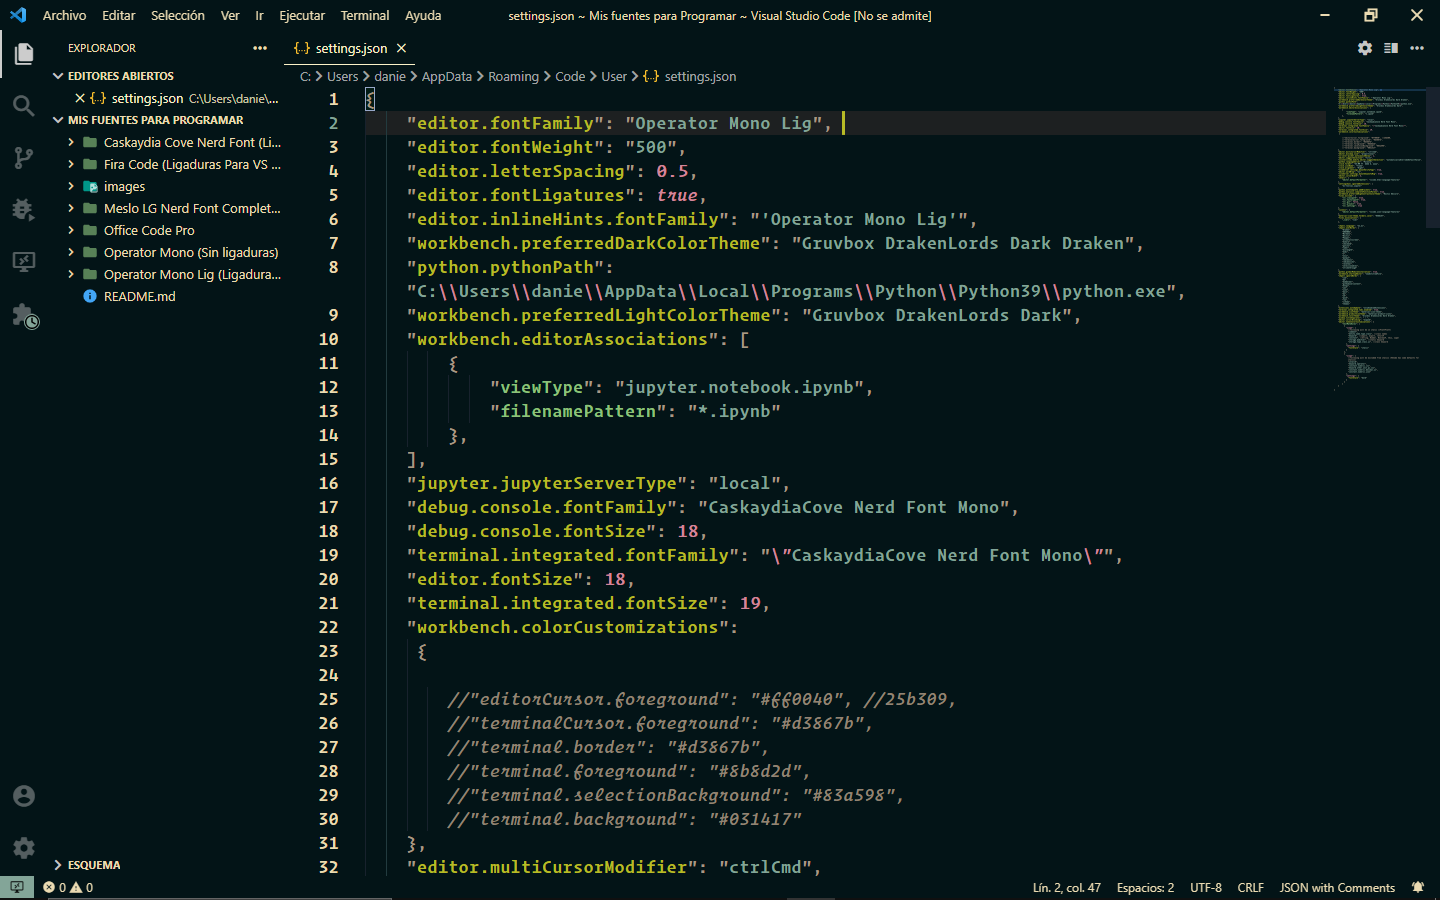 Archivo Editar Selección Ver Ir Ejecutar Terminal Ayuda
settings.json ~ Mis fuentes para Programar ~ Visual Studio Code [No se admite]
EXPLORADOR
EDITORES ABIERTOS
{..} settings.json C:\Users\danie\...
MIS FUENTES PARA PROGRAMAR
Caskaydia Cove Nerd Font (Li...
Fira Code (Ligaduras Para VS ...
images
Meslo LG Nerd Font Complet...
Office Code Pro
Operator Mono (Sin ligaduras)
Operator Mono Lig (Ligadura...
README.md
ESQUEMA
{..} settings.json
C: > Users > danie > AppData > Roaming > Code > User > {..} settings.json
1 {
2 "editor.fontFamily": "Operator Mono Lig",
3 "editor.fontWeight": "500",
4 "editor.letterSpacing": 0.5,
5 "editor.fontLigatures": true,
6 "editor.inlineHints.fontFamily": "'Operator Mono Lig'",
7 "workbench.preferredDarkColorTheme": "Gruvbox DrakenLords Dark Draken",
8 "python.pythonPath":
"C:\\Users\\danie\\AppData\\Local\\Programs\\Python\\Python39\\python.exe",
9 "workbench.preferredLightColorTheme": "Gruvbox DrakenLords Dark",
10 "workbench.editorAssociations": [
11 {
12 "viewType": "jupyter.notebook.ipynb",
13 "filenamePattern": "*.ipynb"
14 },
15 ],
16 "jupyter.jupyterServerType": "local",
17 "debug.console.fontFamily": "CaskaydiaCove Nerd Font Mono",
18 "debug.console.fontSize": 18,
19 "terminal.integrated.fontFamily": "\"CaskaydiaCove Nerd Font Mono\"",
20 "editor.fontSize": 18,
21 "terminal.integrated.fontSize": 19,
22 "workbench.colorCustomizations":
23 {
24
25 //"editorCursor.foreground": "#ff0040", //25b309,
26 //"terminalCursor.foreground": "#d3867b",
27 //"terminal.border": "#d3867b",
28 //"terminal.foreground": "#8b8d2d",
29 //"terminal.selectionBackground": "#83a598",
30 //"terminal.background": "#031417"
31 },
32 "editor.multiCursorModifier": "ctrlCmd",
0 0
Lín. 2, col. 47 Espacios: 2 UTF-8 CRLF JSON with Comments